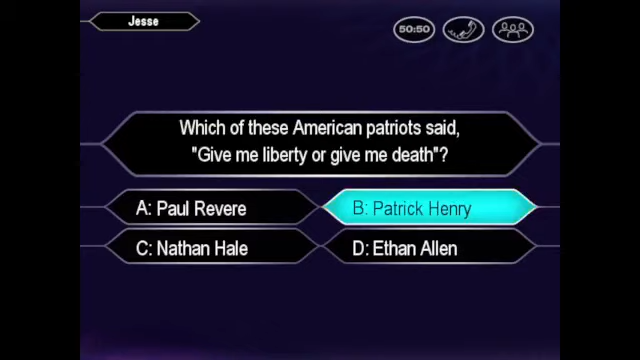 Jesse
50:50
Which of these American patriots said,
"Give me liberty or give me death"?
A: Paul Revere
B: Patrick Henry
C: Nathan Hale
D: Ethan Allen